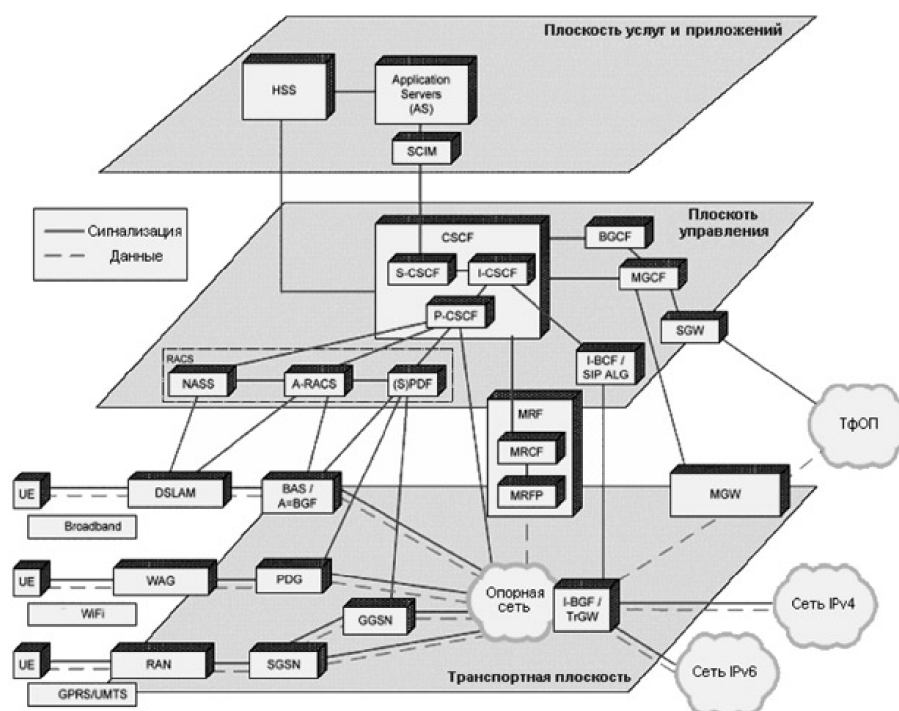 Плоскость услуг и приложений
HSS
Application
Servers
(AS)
SCIM
Сигнализация
Данные
Плоскоть
управления
CSCF
BGCF
S-CSCF
I-CSCF
MGCF
P-CSCF
SGW
RACS
NASS
A-RACS
(S)PDF
I-BCF /
SIP ALG
ТфОП
MRF
MRCF
MRFP
MGW
UE
DSLAM
BAS /
A=BGF
Broadband
UE
WAG
PDG
WiFi
Опорная
сеть
I-BGF /
TrGW
Сеть IPv4
GGSN
UE
RAN
SGSN
GPRS/UMTS
Транспортная плоскость
Сеть IPv6